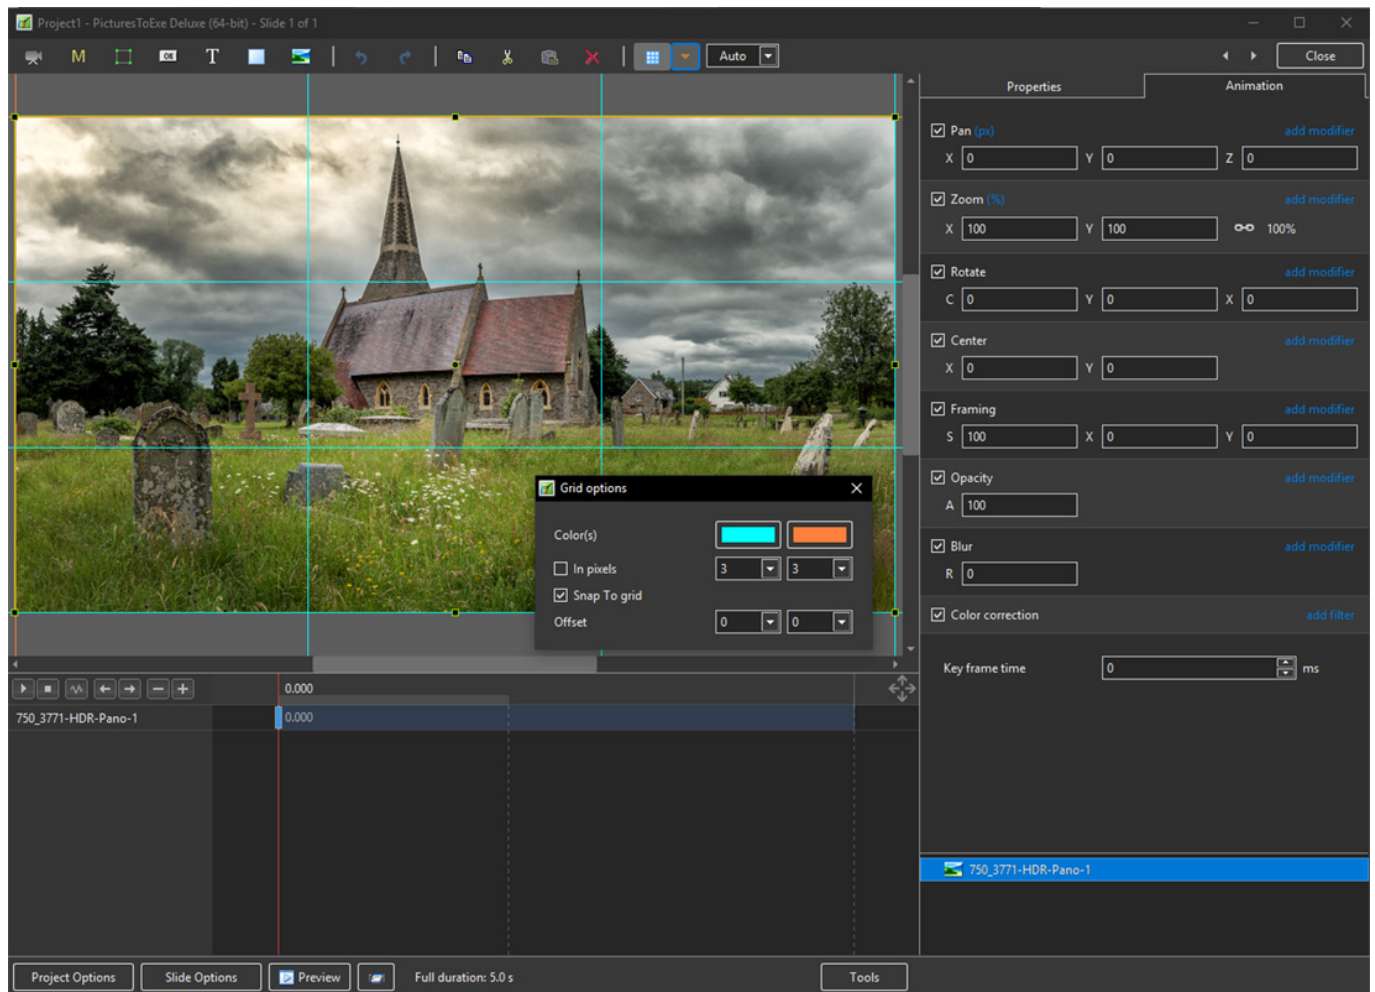 Project1 - PicturesToExe Deluxe (64-bit) - Slide 1 of 1
M OK T Auto Close
Properties Animation
Pan (px) add modifier
X 0 Y 0 Z 0
Zoom (%) add modifier
X 100 Y 100 100%
Rotate add modifier
C 0 Y 0 X 0
Center add modifier
X 0 Y 0
Framing add modifier
S 100 X 0 Y 0
Opacity add modifier
A 100
Blur add modifier
R 0
Color correction add filter
Key frame time 0 ms
Grid options
Color(s)
In pixels 3 3
Snap To grid
Offset 0 0
0.000
750_3771-HDR-Pano-1 0.000
750_3771-HDR-Pano-1
Project Options Slide Options Preview Full duration: 5.0 s Tools